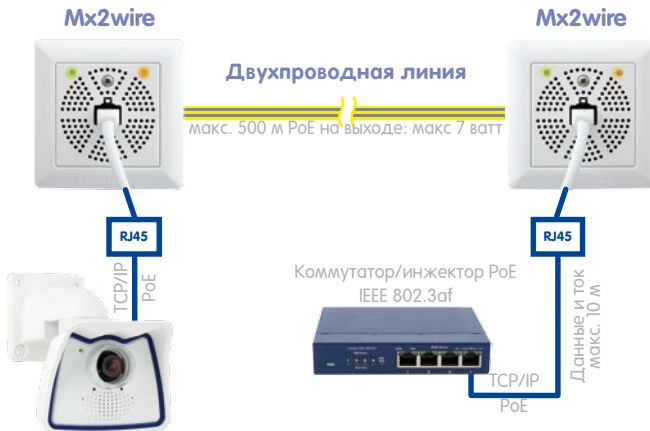 Mx2wire
Mx2wire
Двухпроводная линия
макс. 500 м PoE на выходе: макс 7 ватт
RJ45
RJ45
TCP/IP
PoE
Коммутатор/инжектор PoE
IEEE 802.3af
Данные и ток
макс. 10 м
TCP/IP
PoE